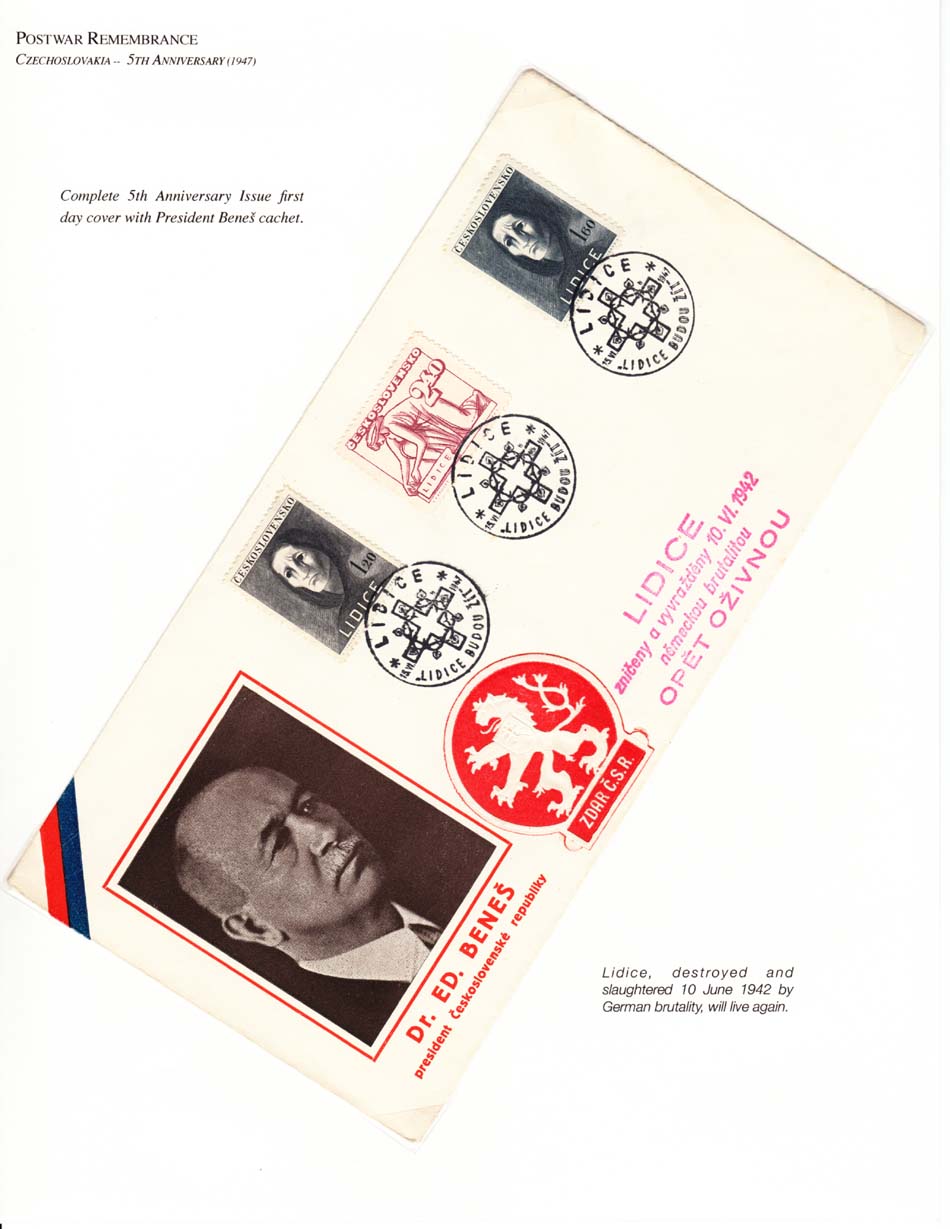 POSTWAR REMEMBRANCE
CZECHOSLOVAKIA -- 5TH ANNIVERSARY (1947)
Complete 5th Anniversary Issue first
day cover with President Beneš cachet.
ČESKOSLOVENSKO
1.60
LIDICE
* LIDICE *
1947
15.VI.
„LIDICE BUDOU ŽÍT"
ČESKOSLOVENSKO
2.40
LIDICE
* LIDICE *
1947
15.VI.
„LIDICE BUDOU ŽÍT"
ČESKOSLOVENSKO
1.20
LIDICE
* LIDICE *
1947
15.VI.
„LIDICE BUDOU ŽÍT"
LIDICE
zničeny a vyvražděny 10. VI. 1942
německou brutalitou
OPĚT OŽIVNOU
ZDAR Č.S.R.
Dr. ED. BENEŠ
president Československé republiky
Lidice, destroyed and
slaughtered 10 June 1942 by
German brutality, will live again.